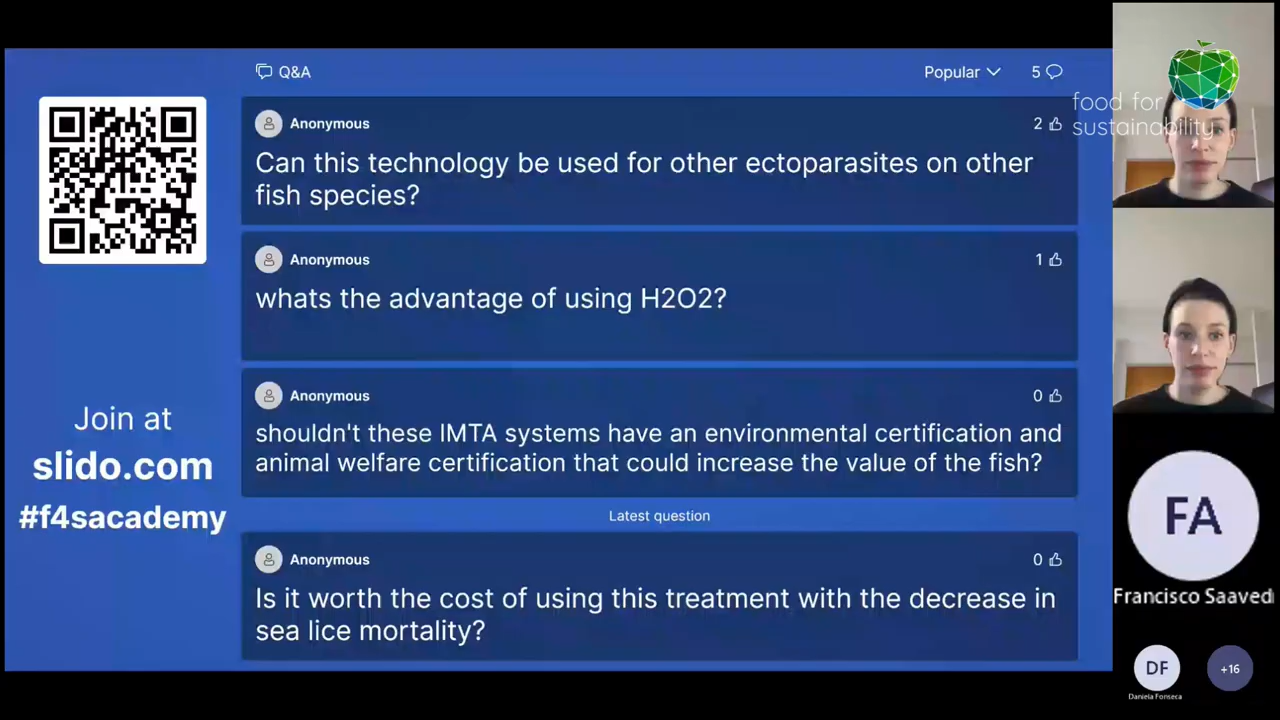 Q&A
Popular
5
Anonymous
2
Can this technology be used for other ectoparasites on other
fish species?
Anonymous
1
whats the advantage of using H2O2?
Anonymous
0
shouldn't these IMTA systems have an environmental certification and
animal welfare certification that could increase the value of the fish?
Latest question
Anonymous
0
Is it worth the cost of using this treatment with the decrease in
sea lice mortality?
Join at
slido.com
#f4sacademy
food for
sustainability
FA
Francisco Saaved
DF
Daniela Fonseca
+16